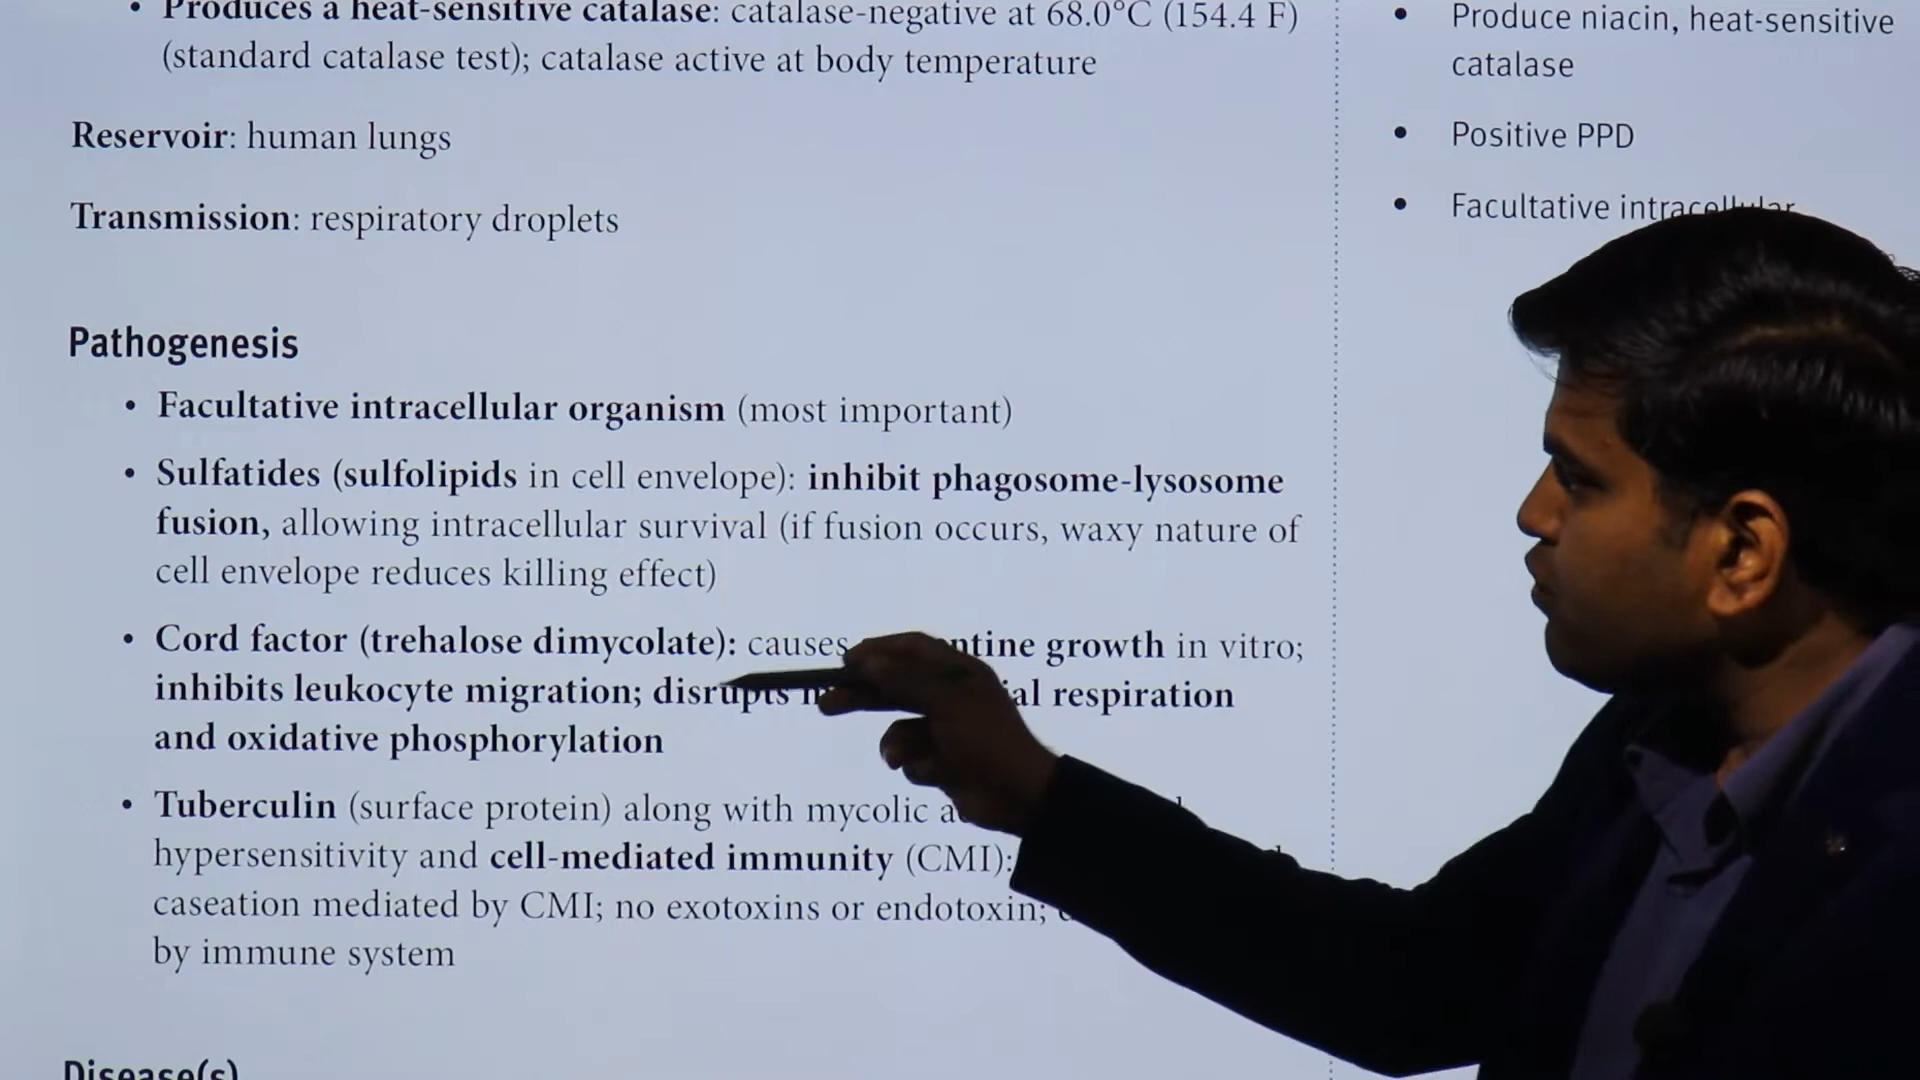 Produces a heat-sensitive catalase: catalase-negative at 68.0°C (154.4 F)
(standard catalase test); catalase active at body temperature
Reservoir: human lungs
Transmission: respiratory droplets
Pathogenesis
• Facultative intracellular organism (most important)
• Sulfatides (sulfolipids in cell envelope): inhibit phagosome-lysosome
fusion, allowing intracellular survival (if fusion occurs, waxy nature of
cell envelope reduces killing effect)
• Cord factor (trehalose dimycolate): causes growth in vitro;
inhibits leukocyte migration; disrupts respiration
and oxidative phosphorylation
• Tuberculin (surface protein) along with mycolic
hypersensitivity and cell-mediated immunity (CMI):
caseation mediated by CMI; no exotoxins or endotoxin;
by immune system
Disease(s)
• Produce niacin, heat-sensitive
catalase
• Positive PPD
• Facultative intracellular